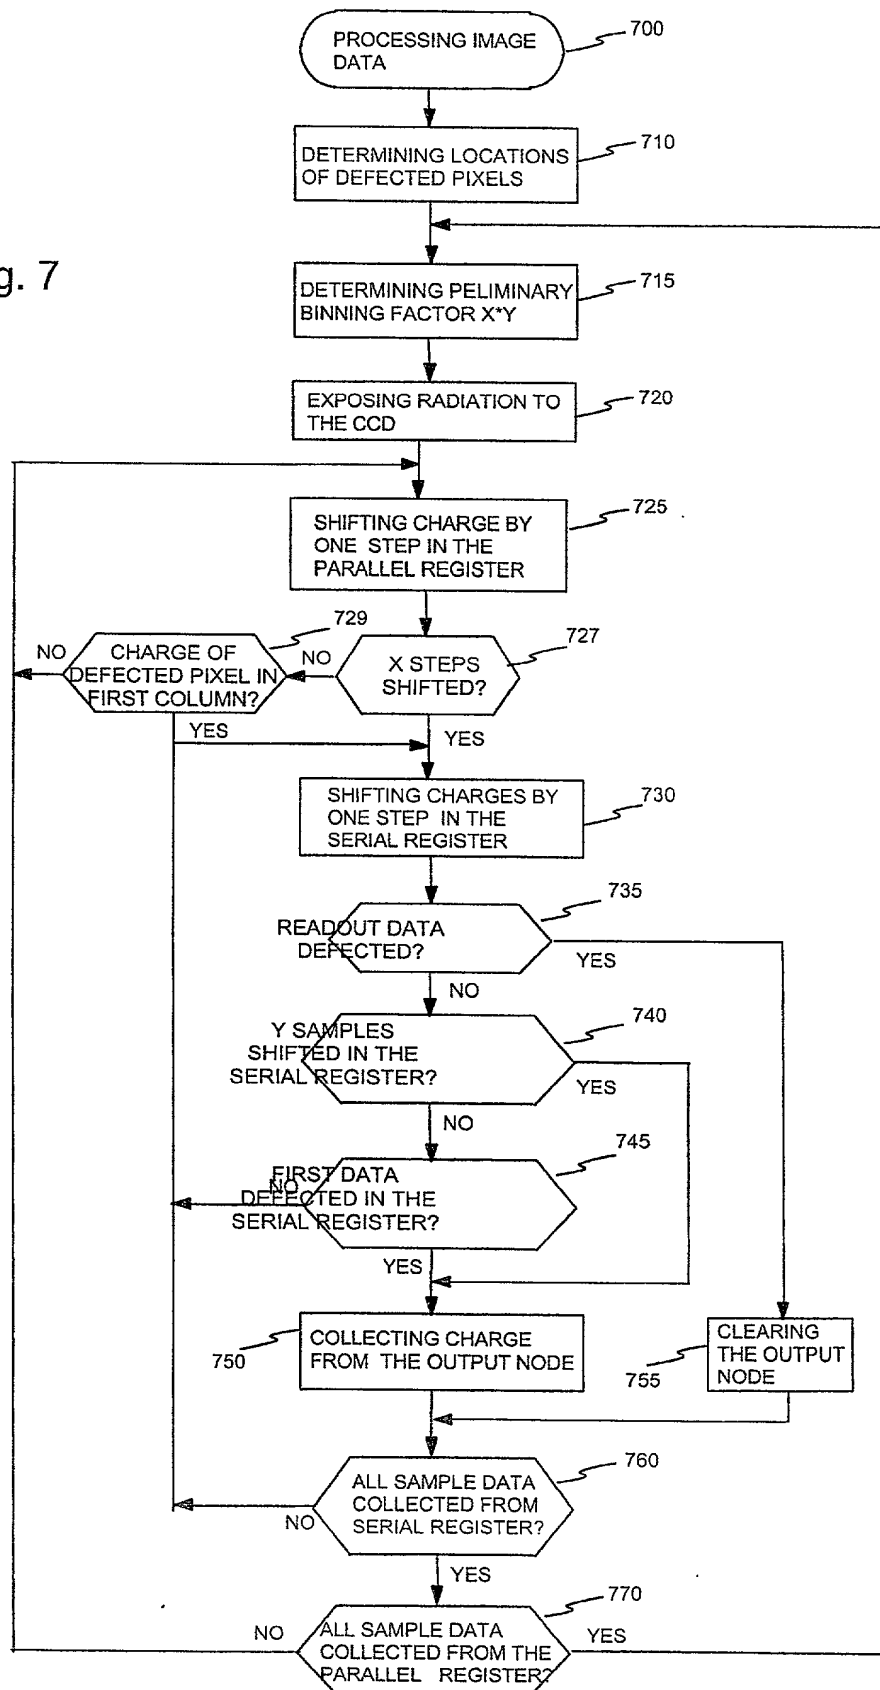 PROCESSING IMAGE
DATA
700
DETERMINING LOCATIONS
OF DEFECTED PIXELS
710
g. 7
DETERMINING PELIMINARY
BINNING FACTOR X*Y
715
EXPOSING RADIATION TO
THE CCD
720
SHIFTING CHARGE BY
ONE STEP IN THE
PARALLEL REGISTER
725
729
NO
CHARGE OF
DEFECTED PIXEL IN
FIRST COLUMN?
NO
X STEPS
SHIFTED?
727
YES
YES
SHIFTING CHARGES BY
ONE STEP IN THE
SERIAL REGISTER
730
READOUT DATA
DEFECTED?
735
YES
NO
Y SAMPLES
SHIFTED IN THE
SERIAL REGISTER?
740
YES
NO
FIRST DATA
DEFECTED IN THE
SERIAL REGISTER?
745
NO
YES
COLLECTING CHARGE
FROM THE OUTPUT NODE
750
CLEARING
THE OUTPUT
NODE
755
ALL SAMPLE DATA
COLLECTED FROM
SERIAL REGISTER?
760
NO
YES
ALL SAMPLE DATA
COLLECTED FROM THE
PARALLEL REGISTER?
770
NO
YES